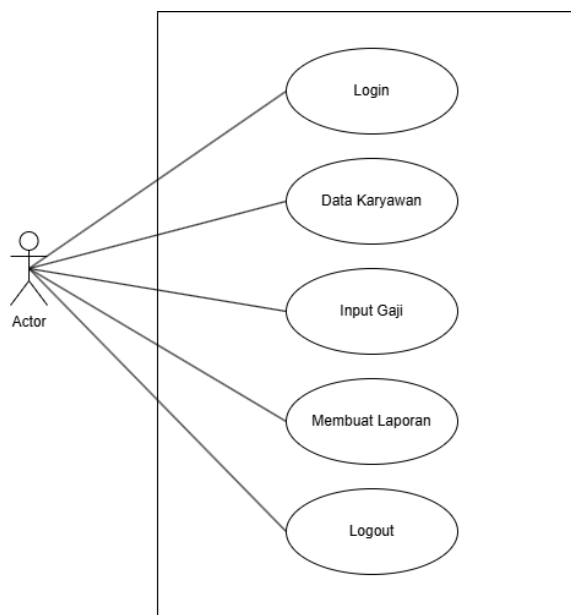 Login
Data Karyawan
Actor
Input Gaji
Membuat Laporan
Logout